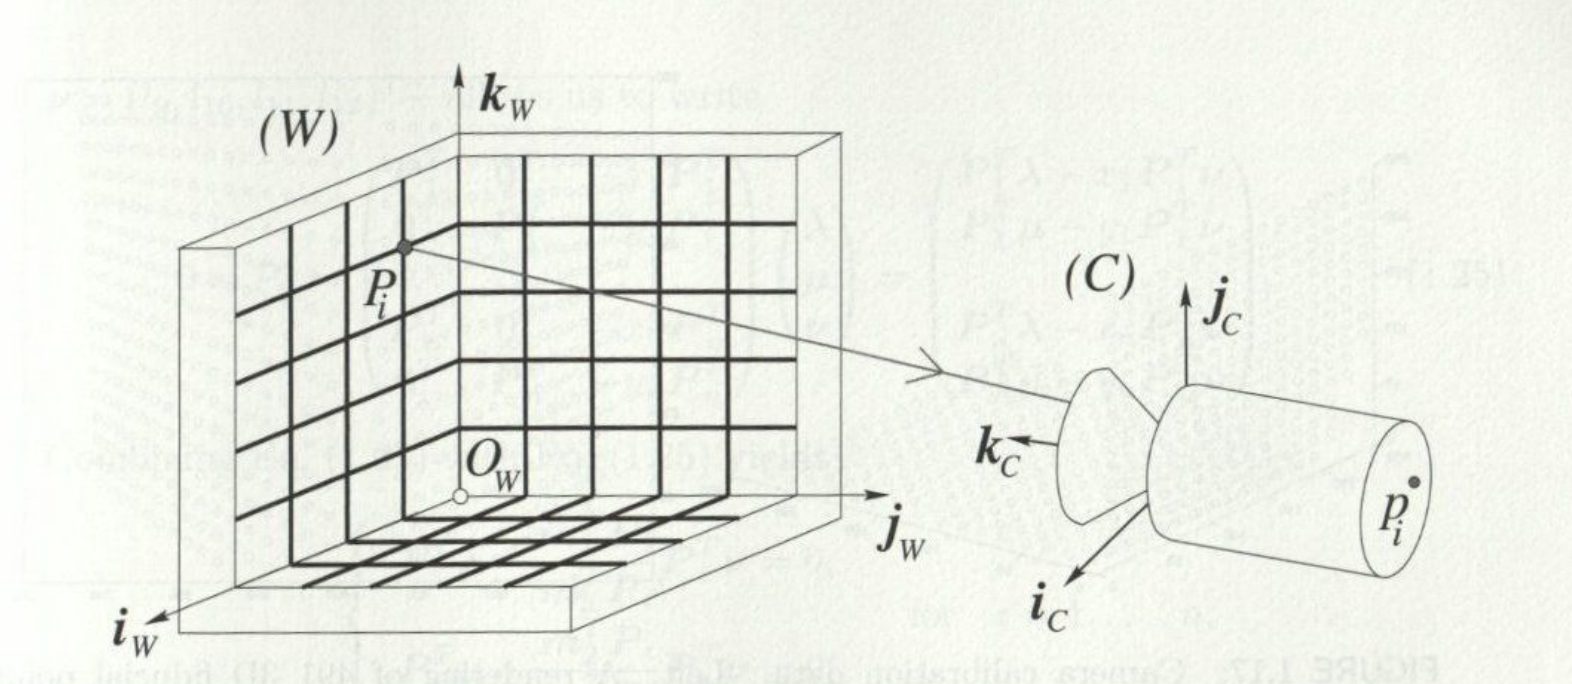 k_W
(W)
P_i
(C)
j_C
k_C
O_W
p_i
j_W
i_C
i_W